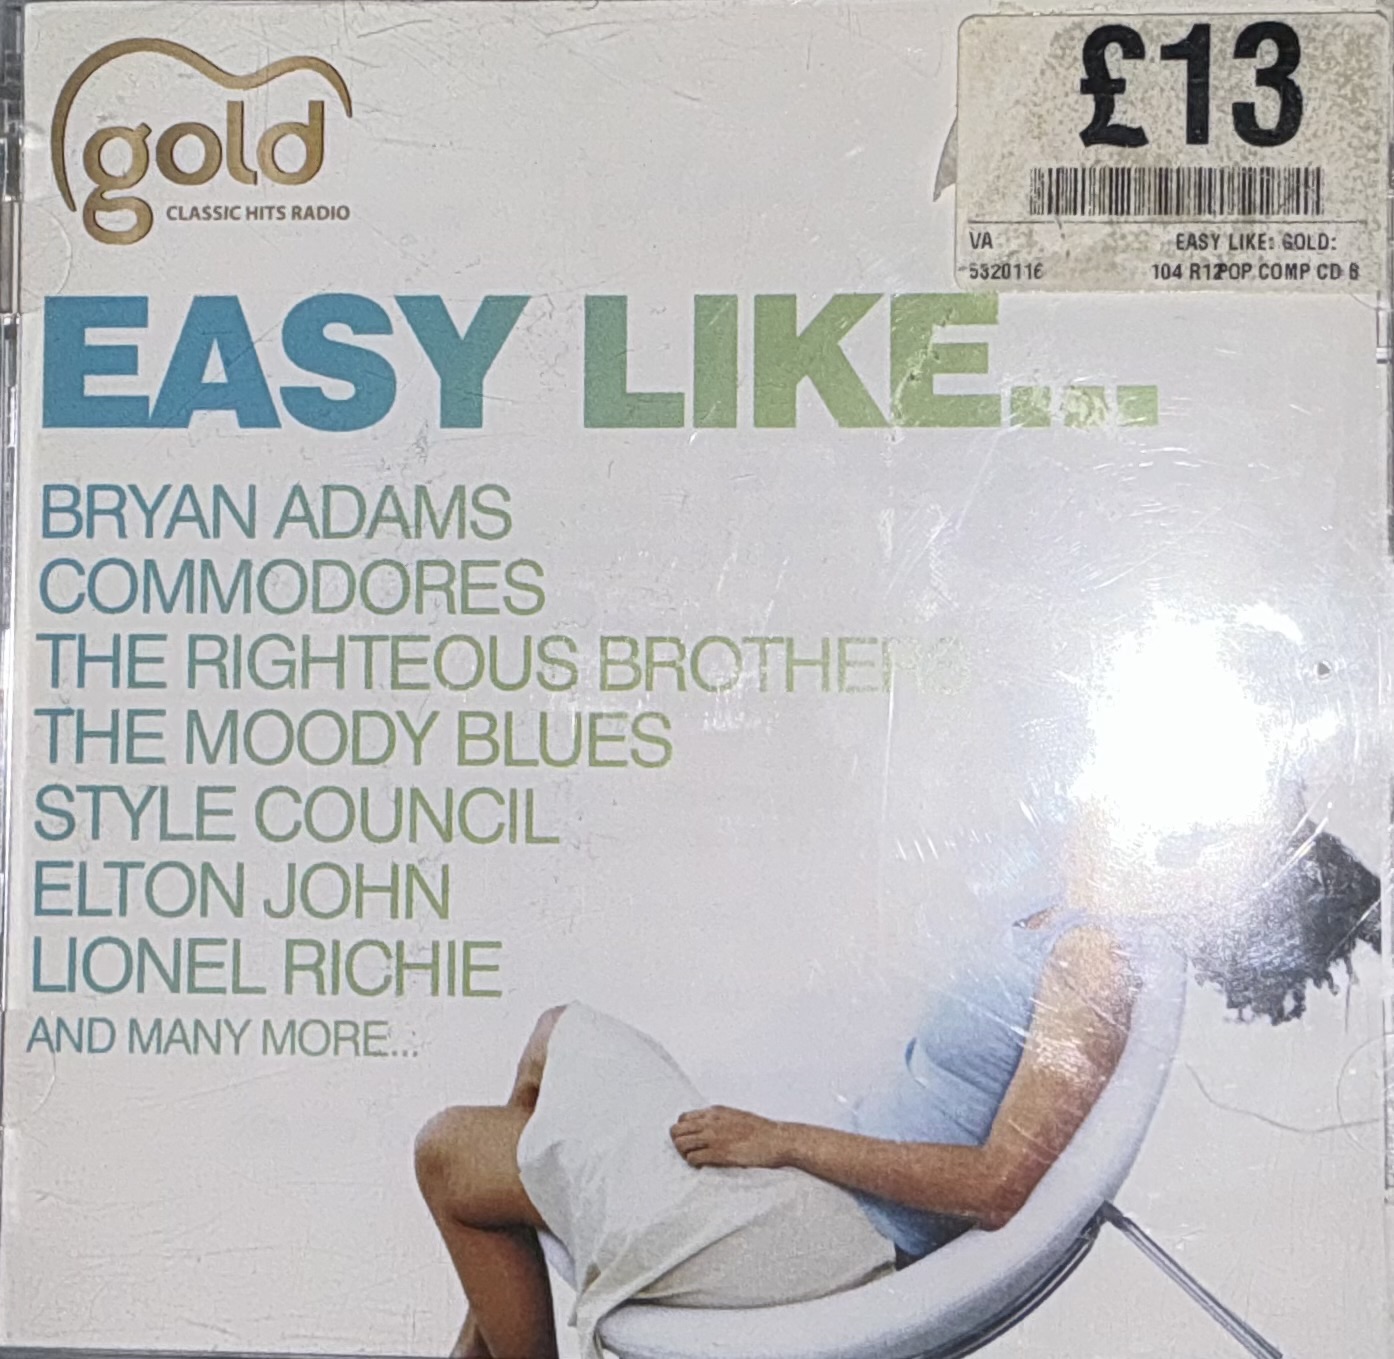 gold
CLASSIC HITS RADIO
£13
VA EASY LIKE: GOLD:
5320116 104 R12POP COMP CD
EASY LIKE...
BRYAN ADAMS
COMMODORES
THE RIGHTEOUS BROTHERS
THE MOODY BLUES
STYLE COUNCIL
ELTON JOHN
LIONEL RICHIE
AND MANY MORE...